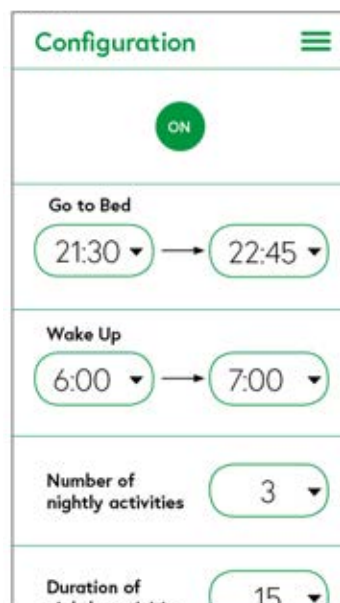 Configuration
ON
Go to Bed
21:30 22:45
Wake Up
6:00 7:00
Number of
nightly activities 3
Duration of
15